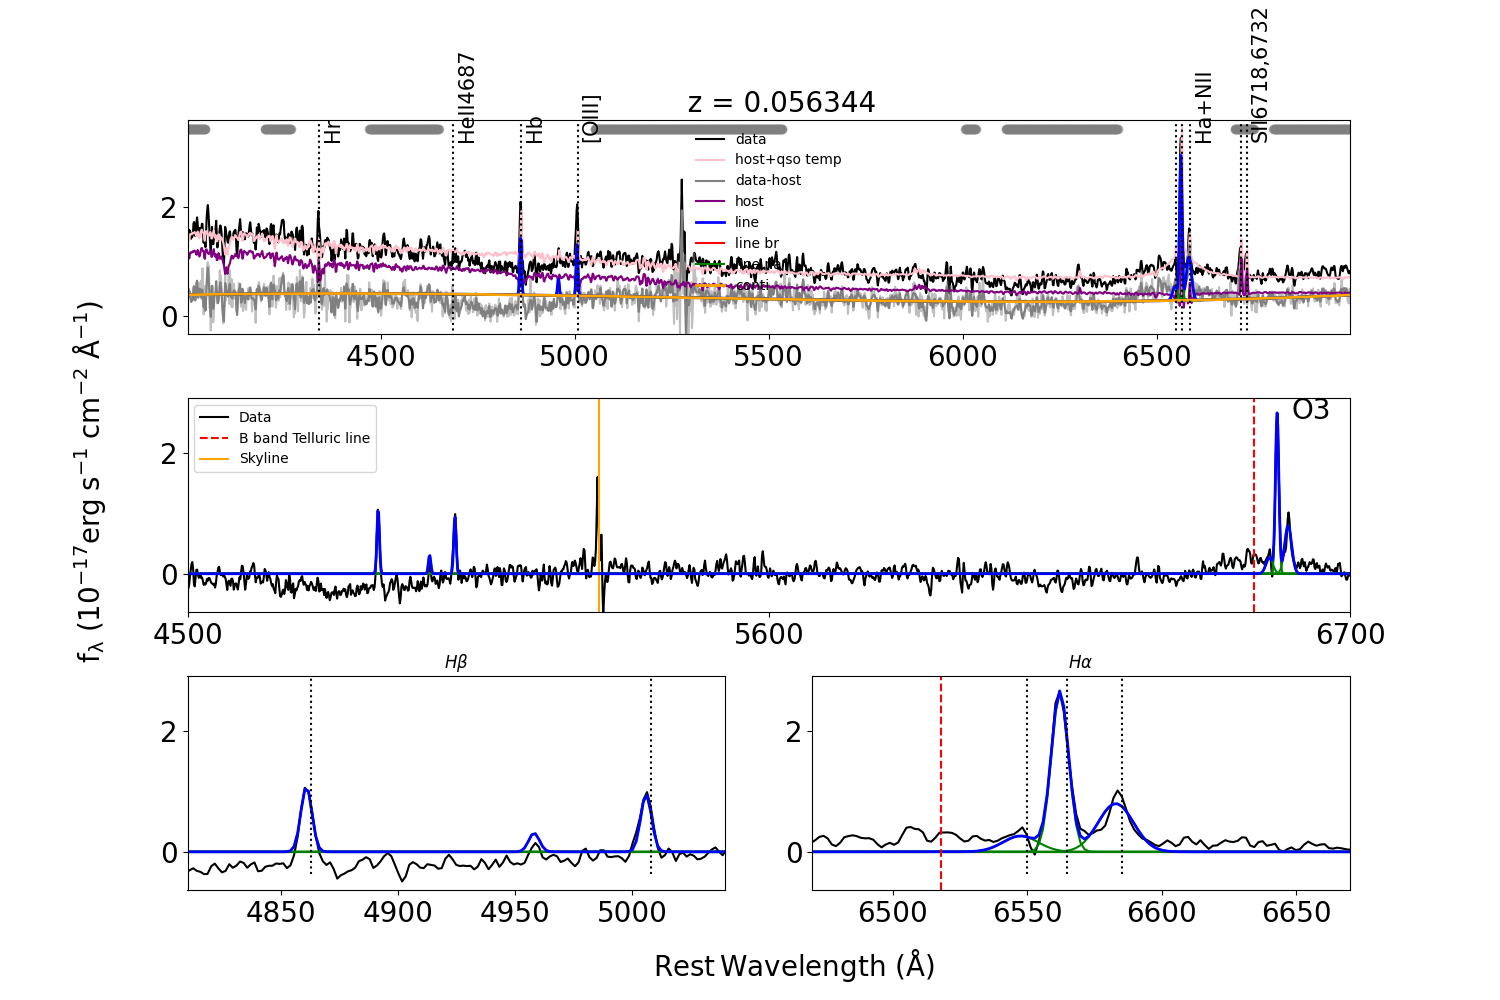 z = 0.056344
Hr
HeII4687
Hb
[OIII]
Ha+NII
SII6718,6732
data
host+qso temp
data-host
host
line
line br
conti
2
0
4500
5000
5500
6000
6500
fλ (10⁻¹⁷erg s⁻¹ cm⁻² Å⁻¹)
Data
B band Telluric line
Skyline
O3
2
0
4500
5600
6700
Hβ
2
0
4850
4900
4950
5000
Hα
2
0
6500
6550
6600
6650
Rest Wavelength (Å)